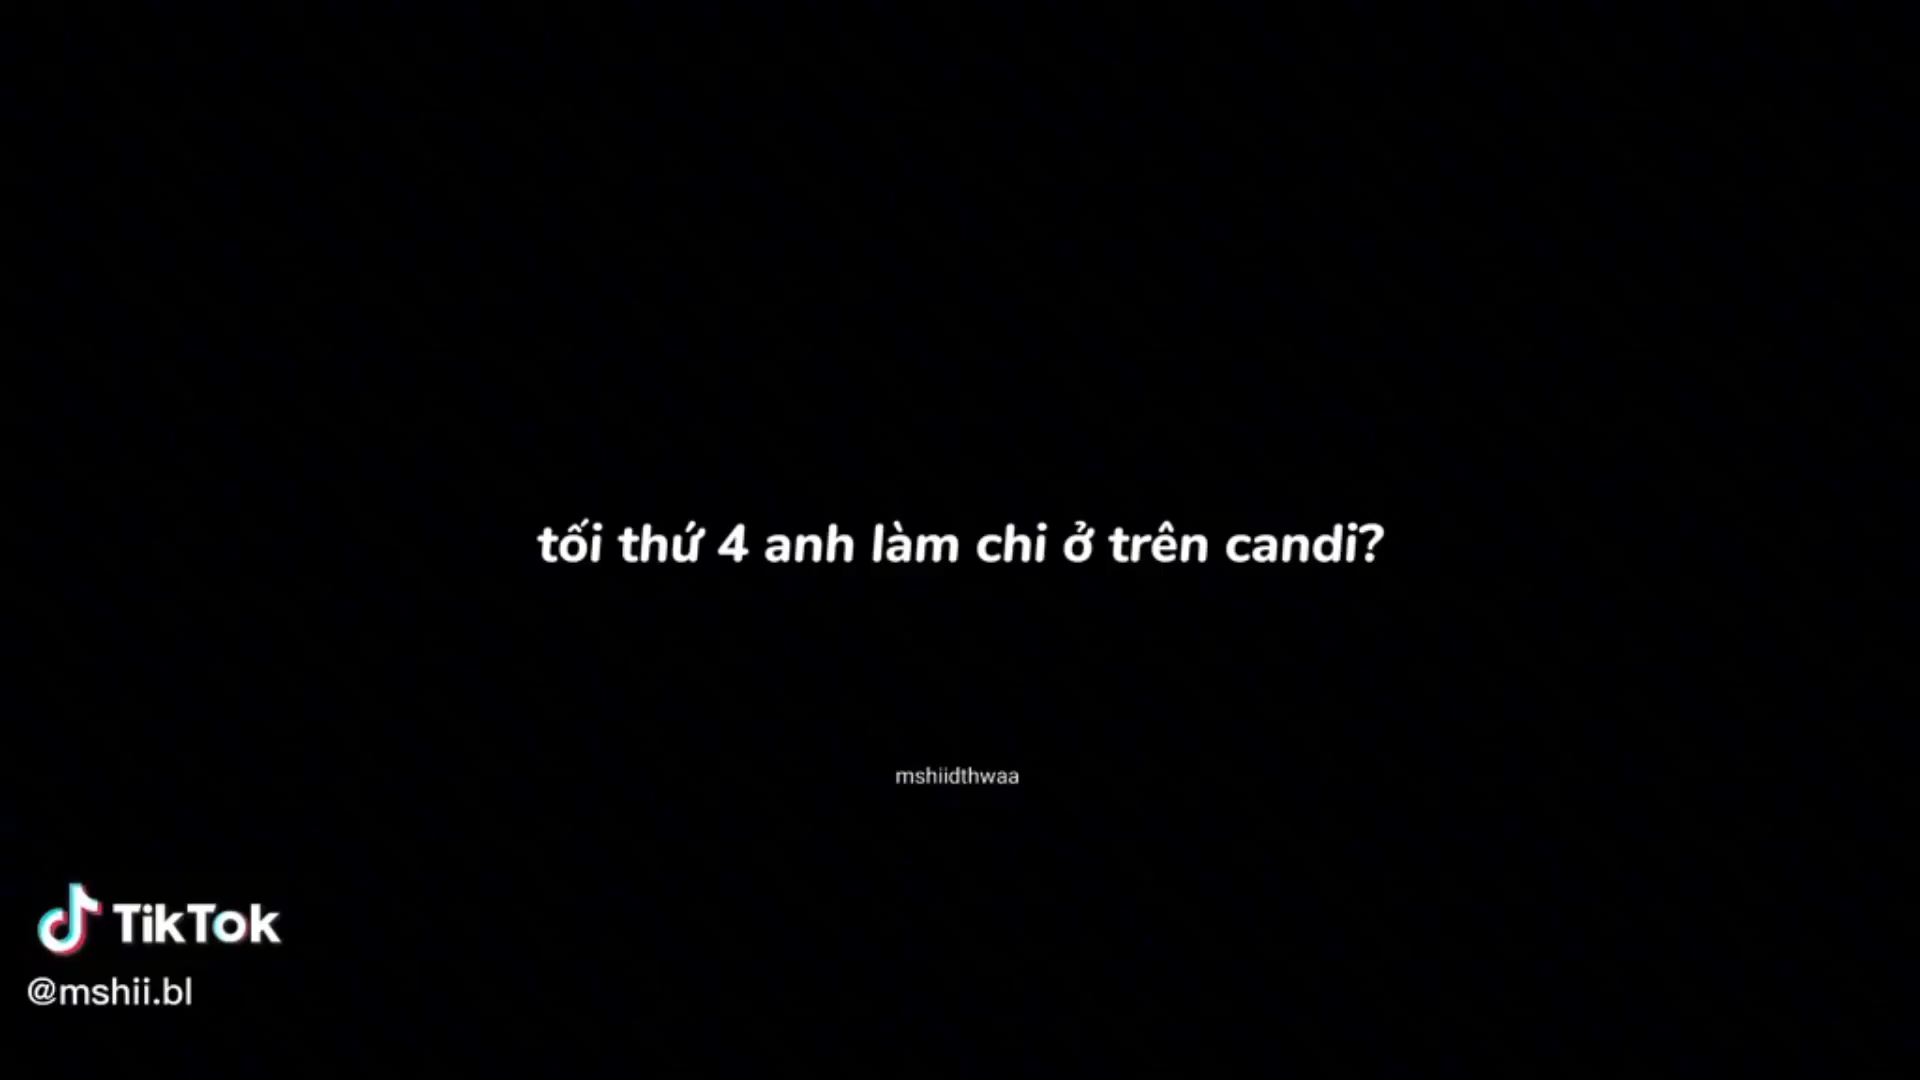 tối thứ 4 anh làm chi ở trên candi?
mshiidthwaa
TikTok
@mshii.bl